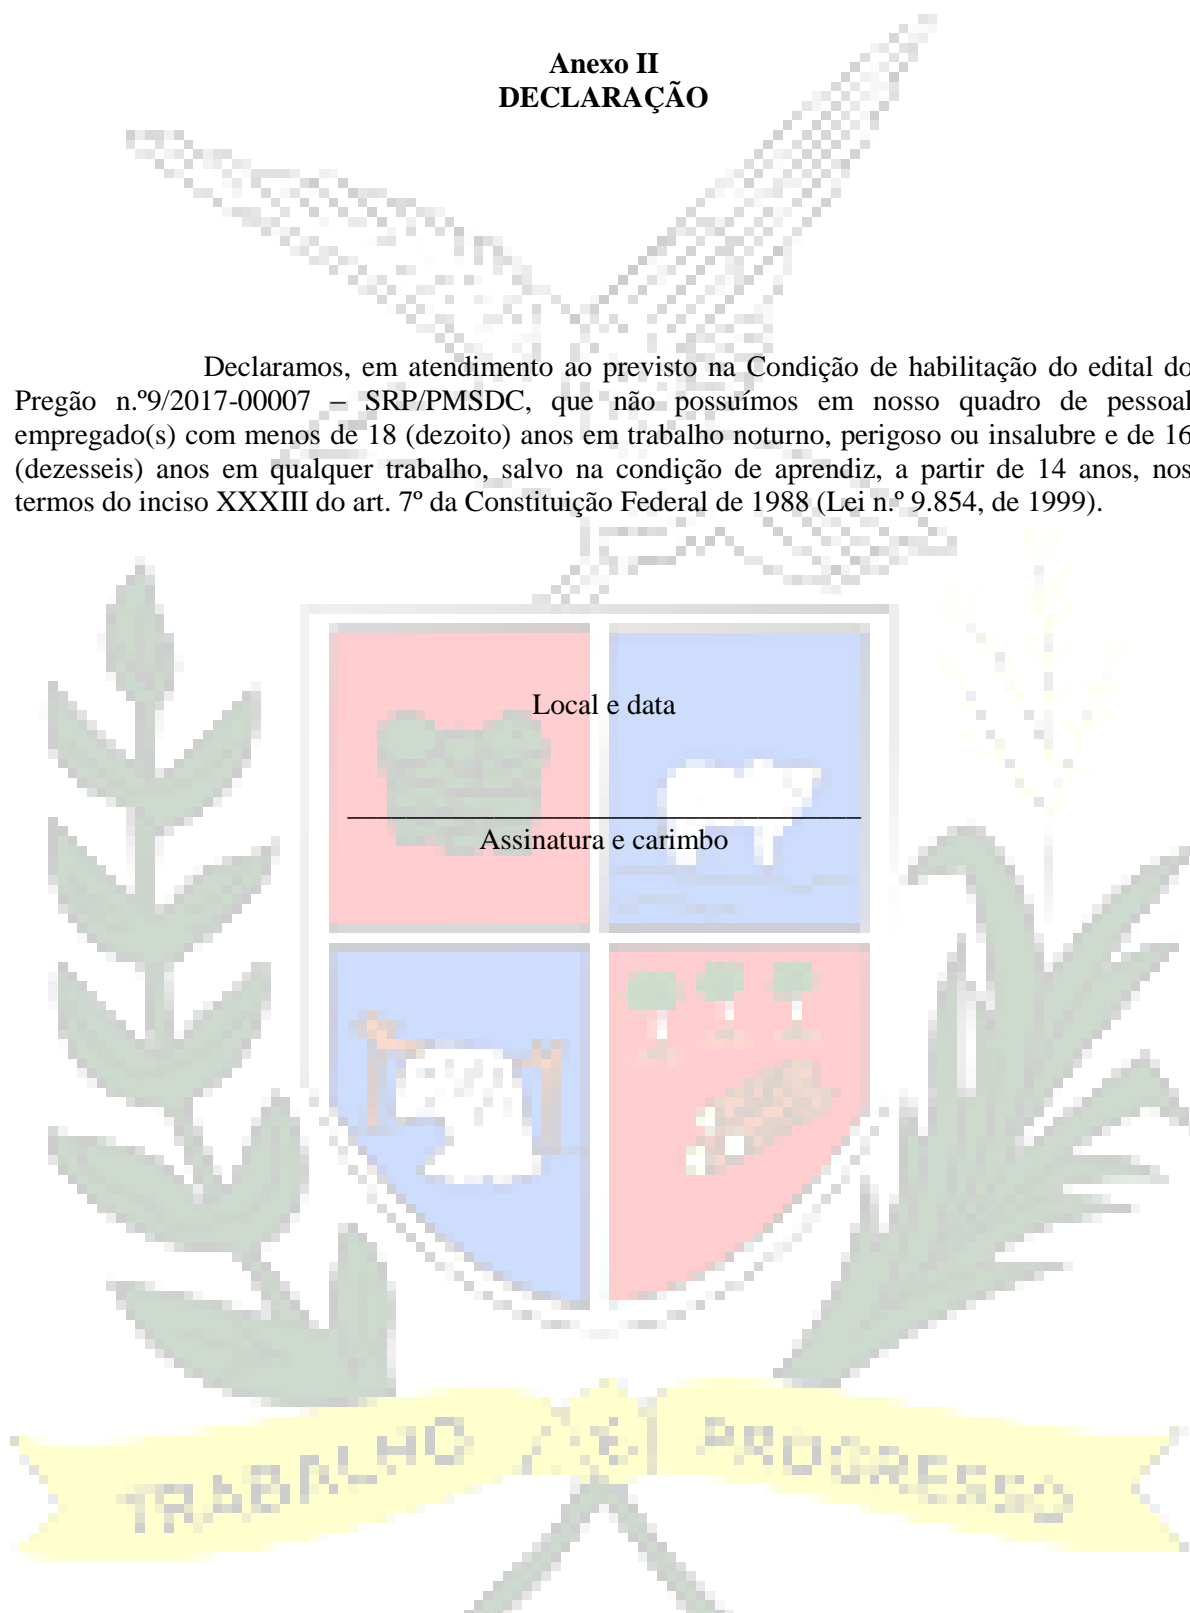 Anexo II
DECLARAÇÃO
Declaramos, em atendimento ao previsto na Condição de habilitação do edital do
Pregão n.º9/2017-00007 – SRP/PMSDC, que não possuímos em nosso quadro de pessoal
empregado(s) com menos de 18 (dezoito) anos em trabalho noturno, perigoso ou insalubre e de 16
(dezesseis) anos em qualquer trabalho, salvo na condição de aprendiz, a partir de 14 anos, nos
termos do inciso XXXIII do art. 7º da Constituição Federal de 1988 (Lei n.º 9.854, de 1999).
Local e data
Assinatura e carimbo
TRABALHO E PROGRESSO